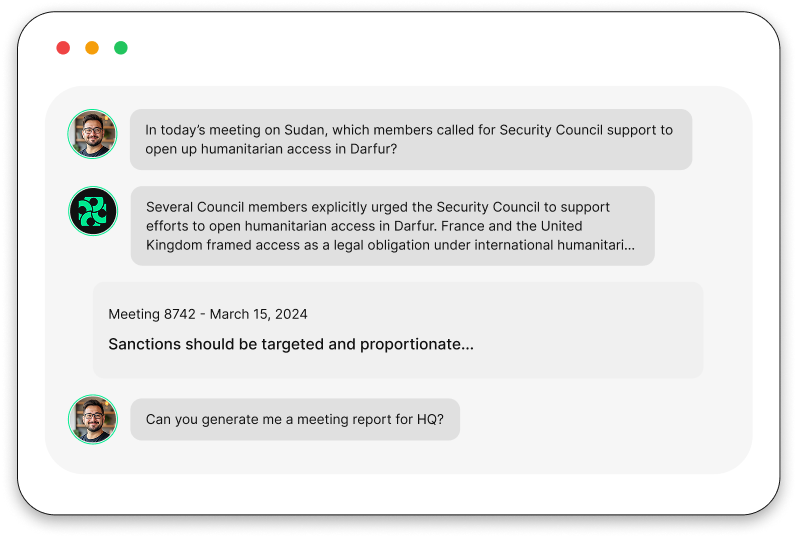 In today’s meeting on Sudan, which members called for Security Council support to
open up humanitarian access in Darfur?
Several Council members explicitly urged the Security Council to support
efforts to open humanitarian access in Darfur. France and the United
Kingdom framed access as a legal obligation under international humanitari...
Meeting 8742 - March 15, 2024
Sanctions should be targeted and proportionate...
Can you generate me a meeting report for HQ?